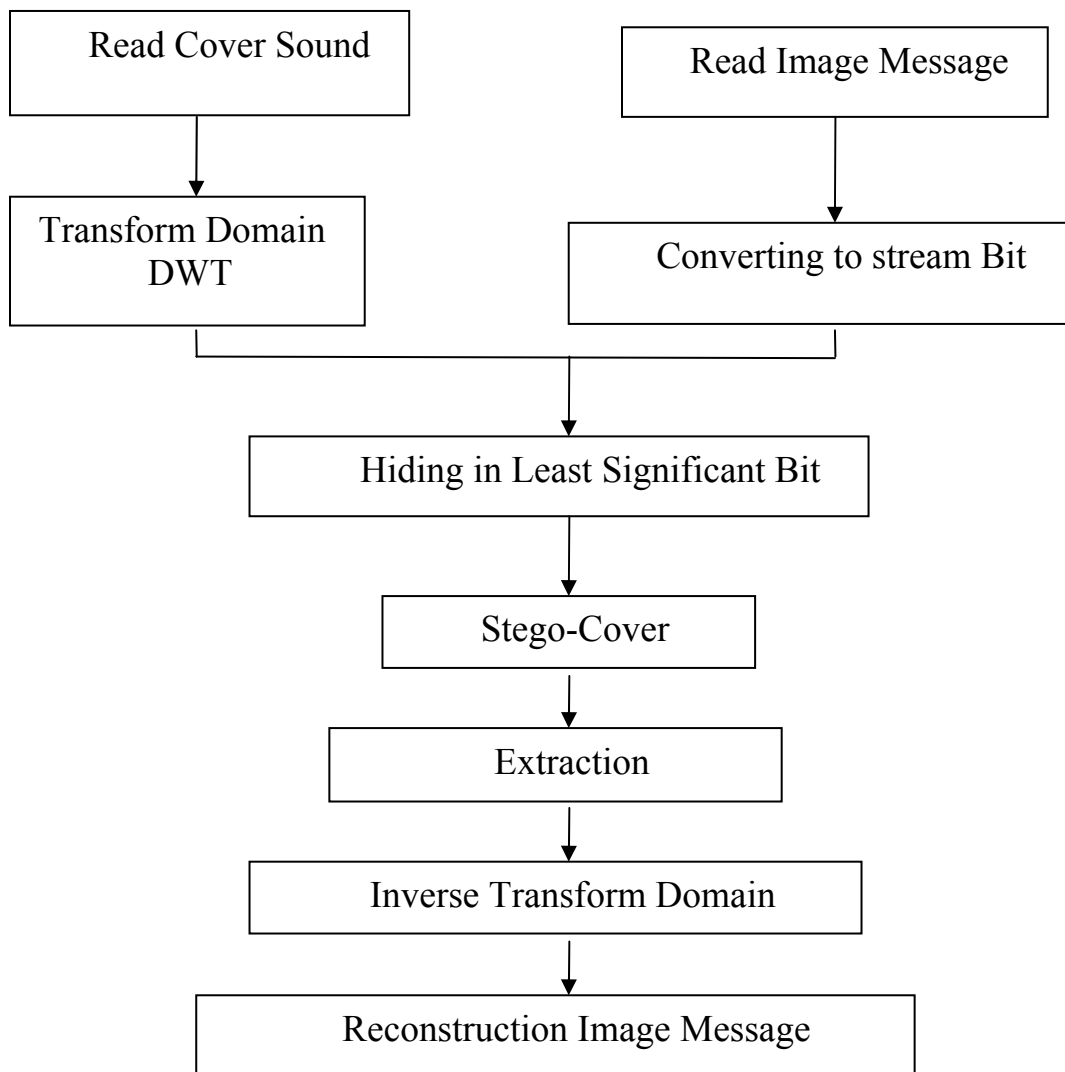 Read Cover Sound
Read Image Message
Transform Domain
DWT
Converting to stream Bit
Hiding in Least Significant Bit
Stego-Cover
Extraction
Inverse Transform Domain
Reconstruction Image Message